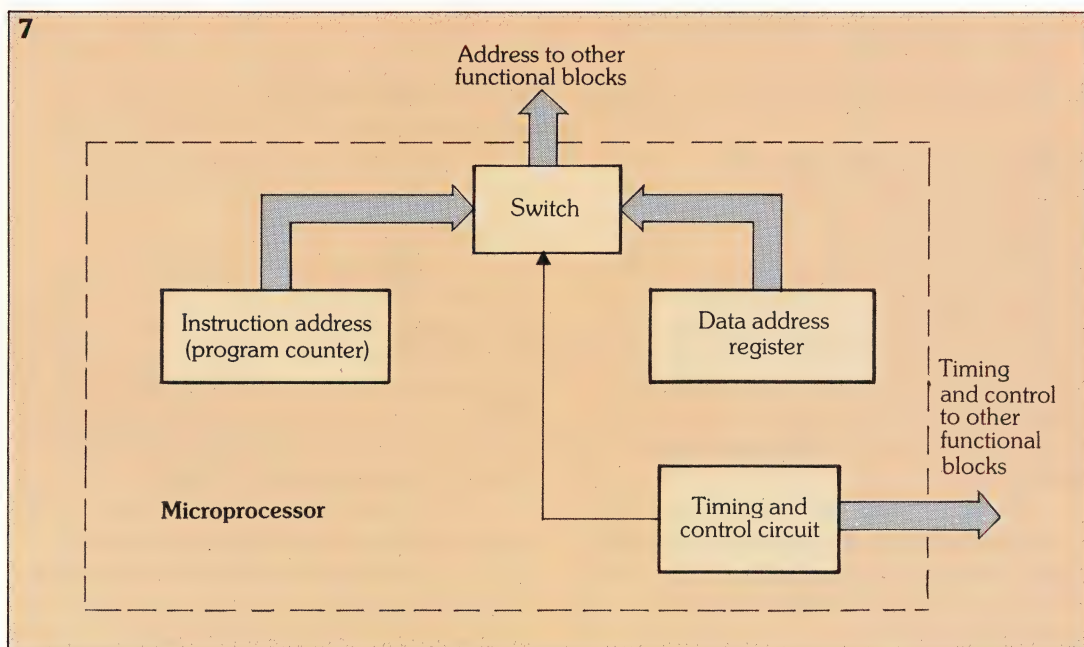 7
Address to other
functional blocks
Switch
Instruction address
(program counter)
Data address
register
Timing
and control
to other
functional
blocks
Microprocessor
Timing and
control circuit